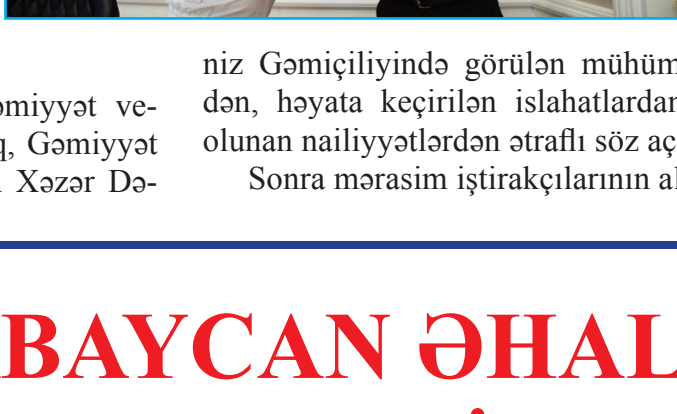 əmiyyət ve-
q, Gəmiyyət
Xəzər Də-
niz Gəmiçiliyində görülən mühüm
dən, həyata keçirilən islahatlardan
olunan nailiyyətlərdən ətraflı söz aç
Sonra mərasim iştirakçılarının al
BAYCAN ƏHAL